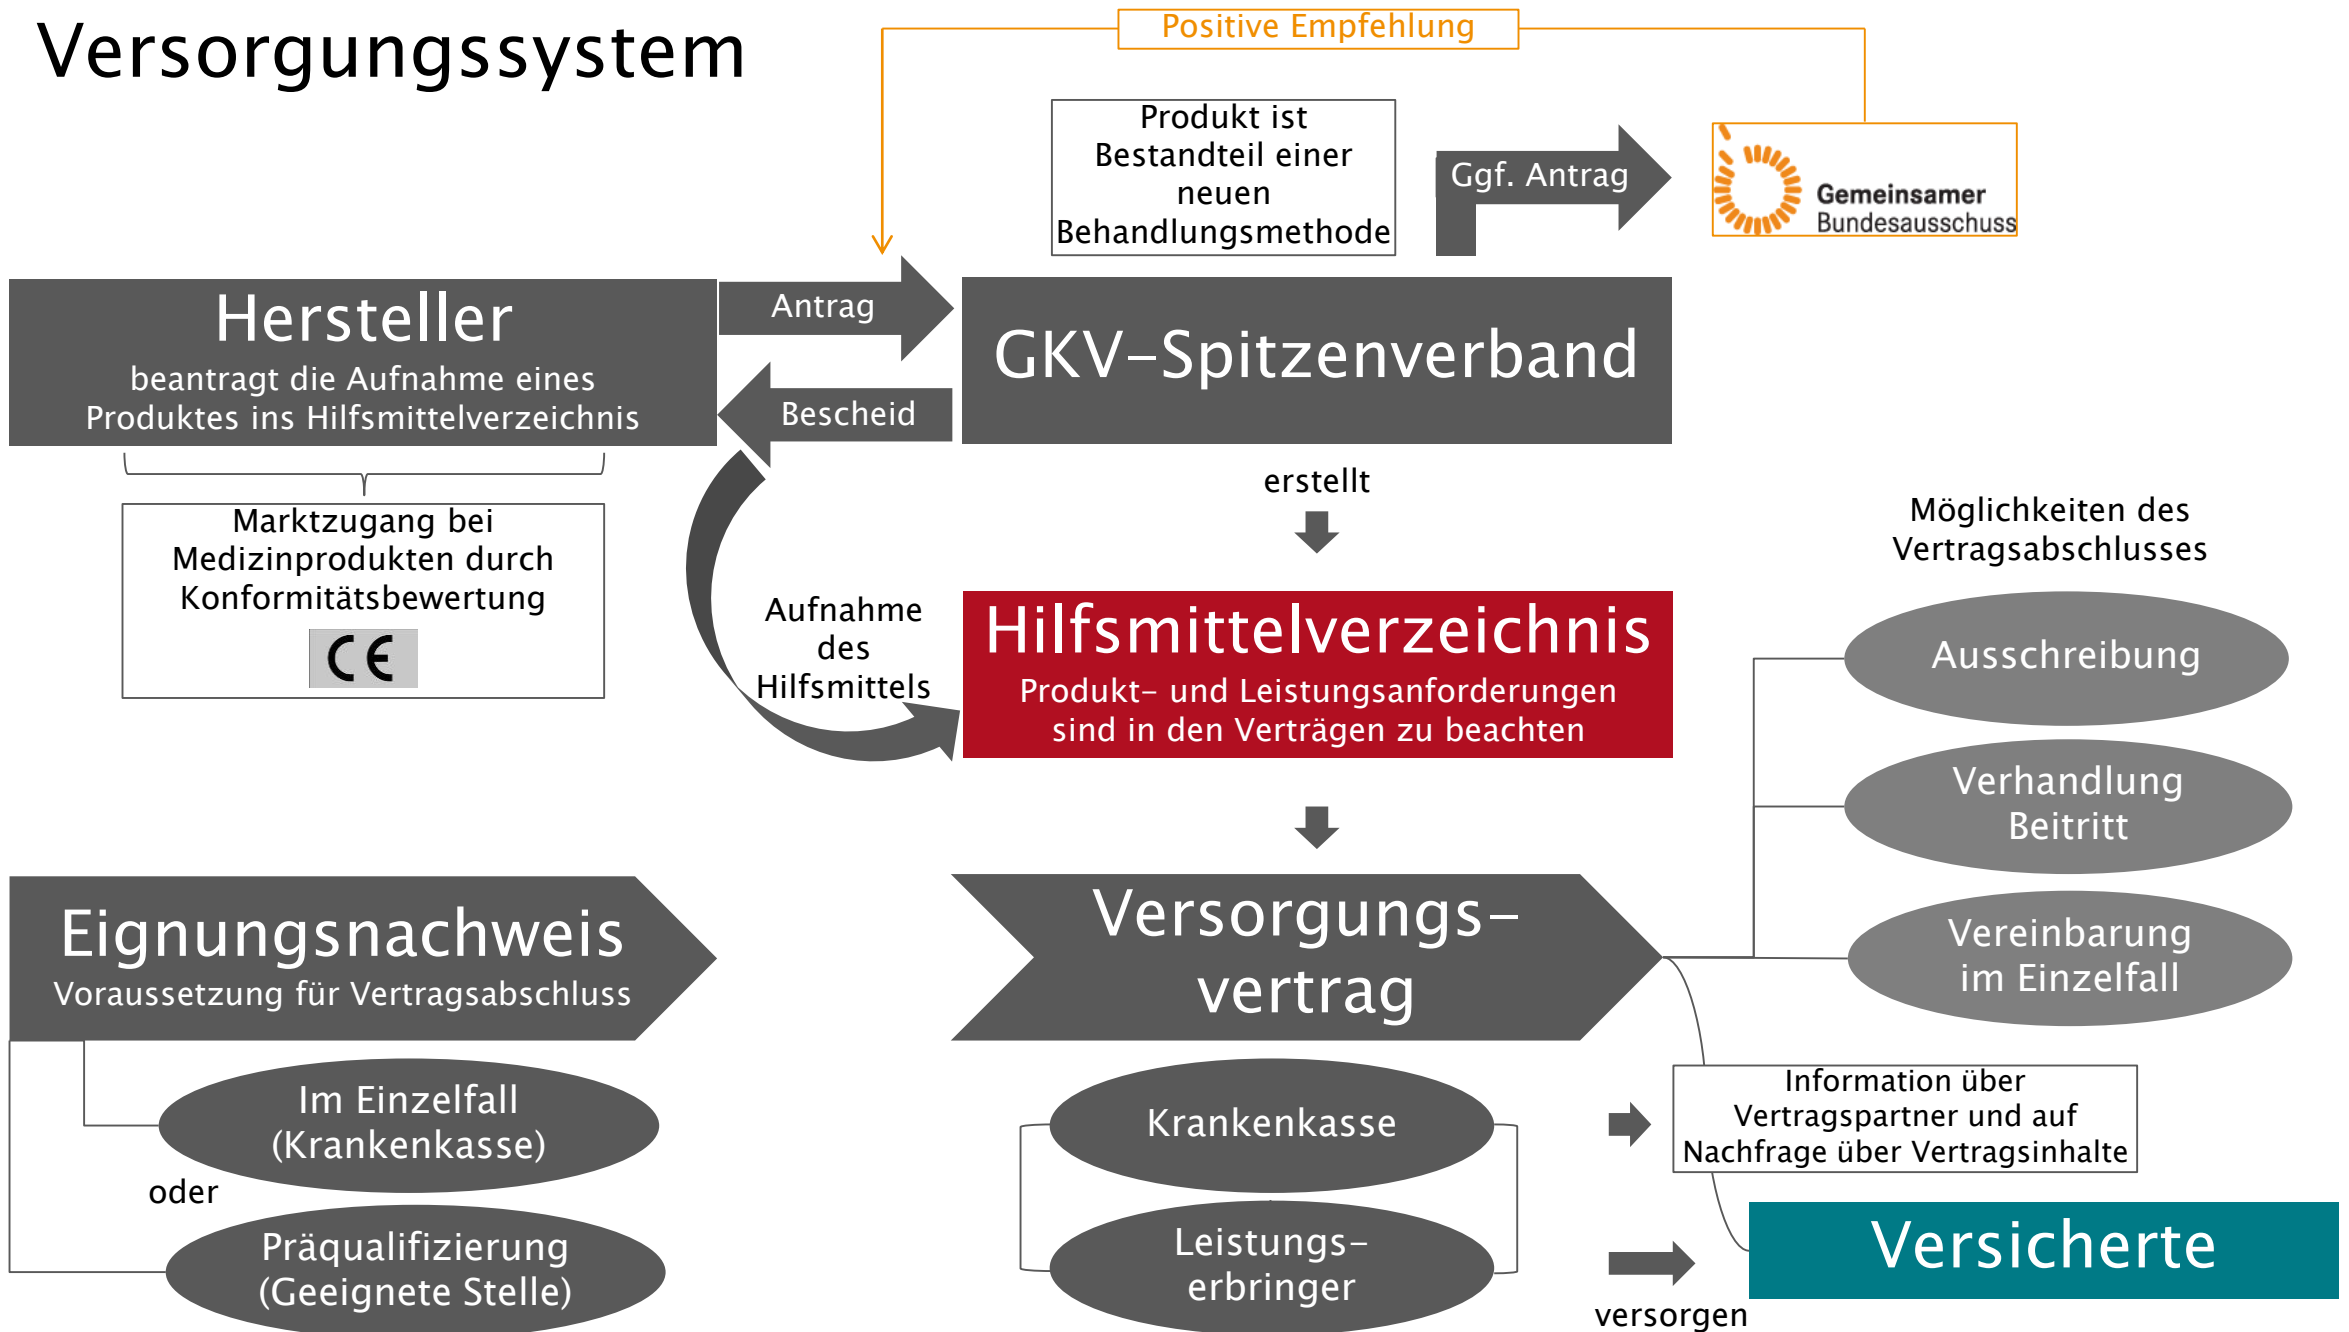 Versorgungssystem
Positive Empfehlung
Produkt ist
Bestandteil einer
neuen
Behandlungsmethode
Ggf. Antrag
Gemeinsamer
Bundesausschuss
Hersteller
beantragt die Aufnahme eines
Produktes ins Hilfsmittelverzeichnis
Antrag
Bescheid
GKV-Spitzenverband
Marktzugang bei
Medizinprodukten durch
Konformitätsbewertung
CE
erstellt
Aufnahme
des
Hilfsmittels
Hilfsmittelverzeichnis
Produkt- und Leistungsanforderungen
sind in den Verträgen zu beachten
Möglichkeiten des
Vertragsabschlusses
Ausschreibung
Verhandlung
Beitritt
Vereinbarung
im Einzelfall
Eignungsnachweis
Voraussetzung für Vertragsabschluss
Im Einzelfall
(Krankenkasse)
oder
Präqualifizierung
(Geeignete Stelle)
Versorgungs-
vertrag
Krankenkasse
Leistungs-
erbringer
Information über
Vertragspartner und auf
Nachfrage über Vertragsinhalte
versorgen
Versicherte